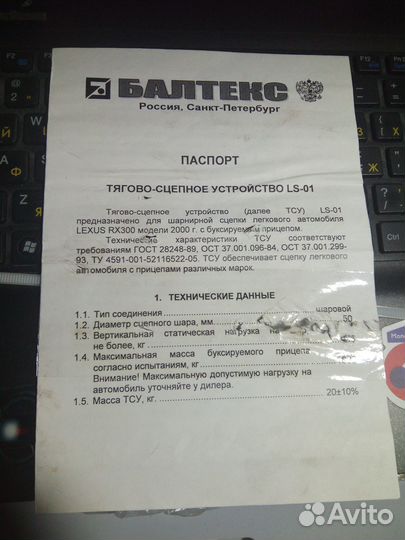 БАЛТЕКС
Россия, Санкт-Петербург
ПАСПОРТ
ТЯГОВО-СЦЕПНОЕ УСТРОЙСТВО LS-01
Тягово-сцепное устройство (далее ТСУ) LS-01
предназначено для шарнирной сцепки легкового автомобиля
LEXUS RX300 модели 2000 г. с буксируемым прицепом.
Технические характеристики ТСУ соответствуют
требованиям ГОСТ 28248-89, ОСТ 37.001.096-84, ОСТ 37.001.299-
93, ТУ 4591-001-52116522-05. ТСУ обеспечивает сцепку легкового
автомобиля с прицепами различных марок.
1. ТЕХНИЧЕСКИЕ ДАННЫЕ
1.1. Тип соединения шаровой
1.2. Диаметр сцепного шара, мм 50
1.3. Вертикальная статическая нагрузка на
не более, кг
1.4. Максимальная масса буксируемого прицепа
согласно испытаниям, кг
Внимание! Максимальную допустимую нагрузку на
автомобиль уточняйте у дилера.
1.5. Масса ТСУ, кг. 20±10%
Avito